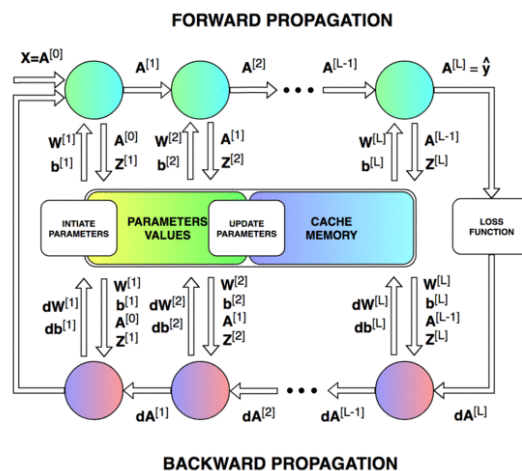 FORWARD PROPAGATION
X=A[0]
A[1]
A[2]
A[L-1]
A[L] = ŷ
W[1]
b[1]
A[0]
Z[1]
W[2]
b[2]
A[1]
Z[2]
W[L]
b[L]
A[L-1]
Z[L]
INTIATE
PARAMETERS
PARAMETERS
VALUES
UPDATE
PARAMETERS
CACHE
MEMORY
LOSS
FUNCTION
dW[1]
db[1]
W[1]
b[1]
A[0]
Z[1]
dW[2]
db[2]
W[2]
b[2]
A[1]
Z[2]
dW[L]
db[L]
W[L]
b[L]
A[L-1]
Z[L]
dA[1]
dA[2]
dA[L-1]
dA[L]
BACKWARD PROPAGATION